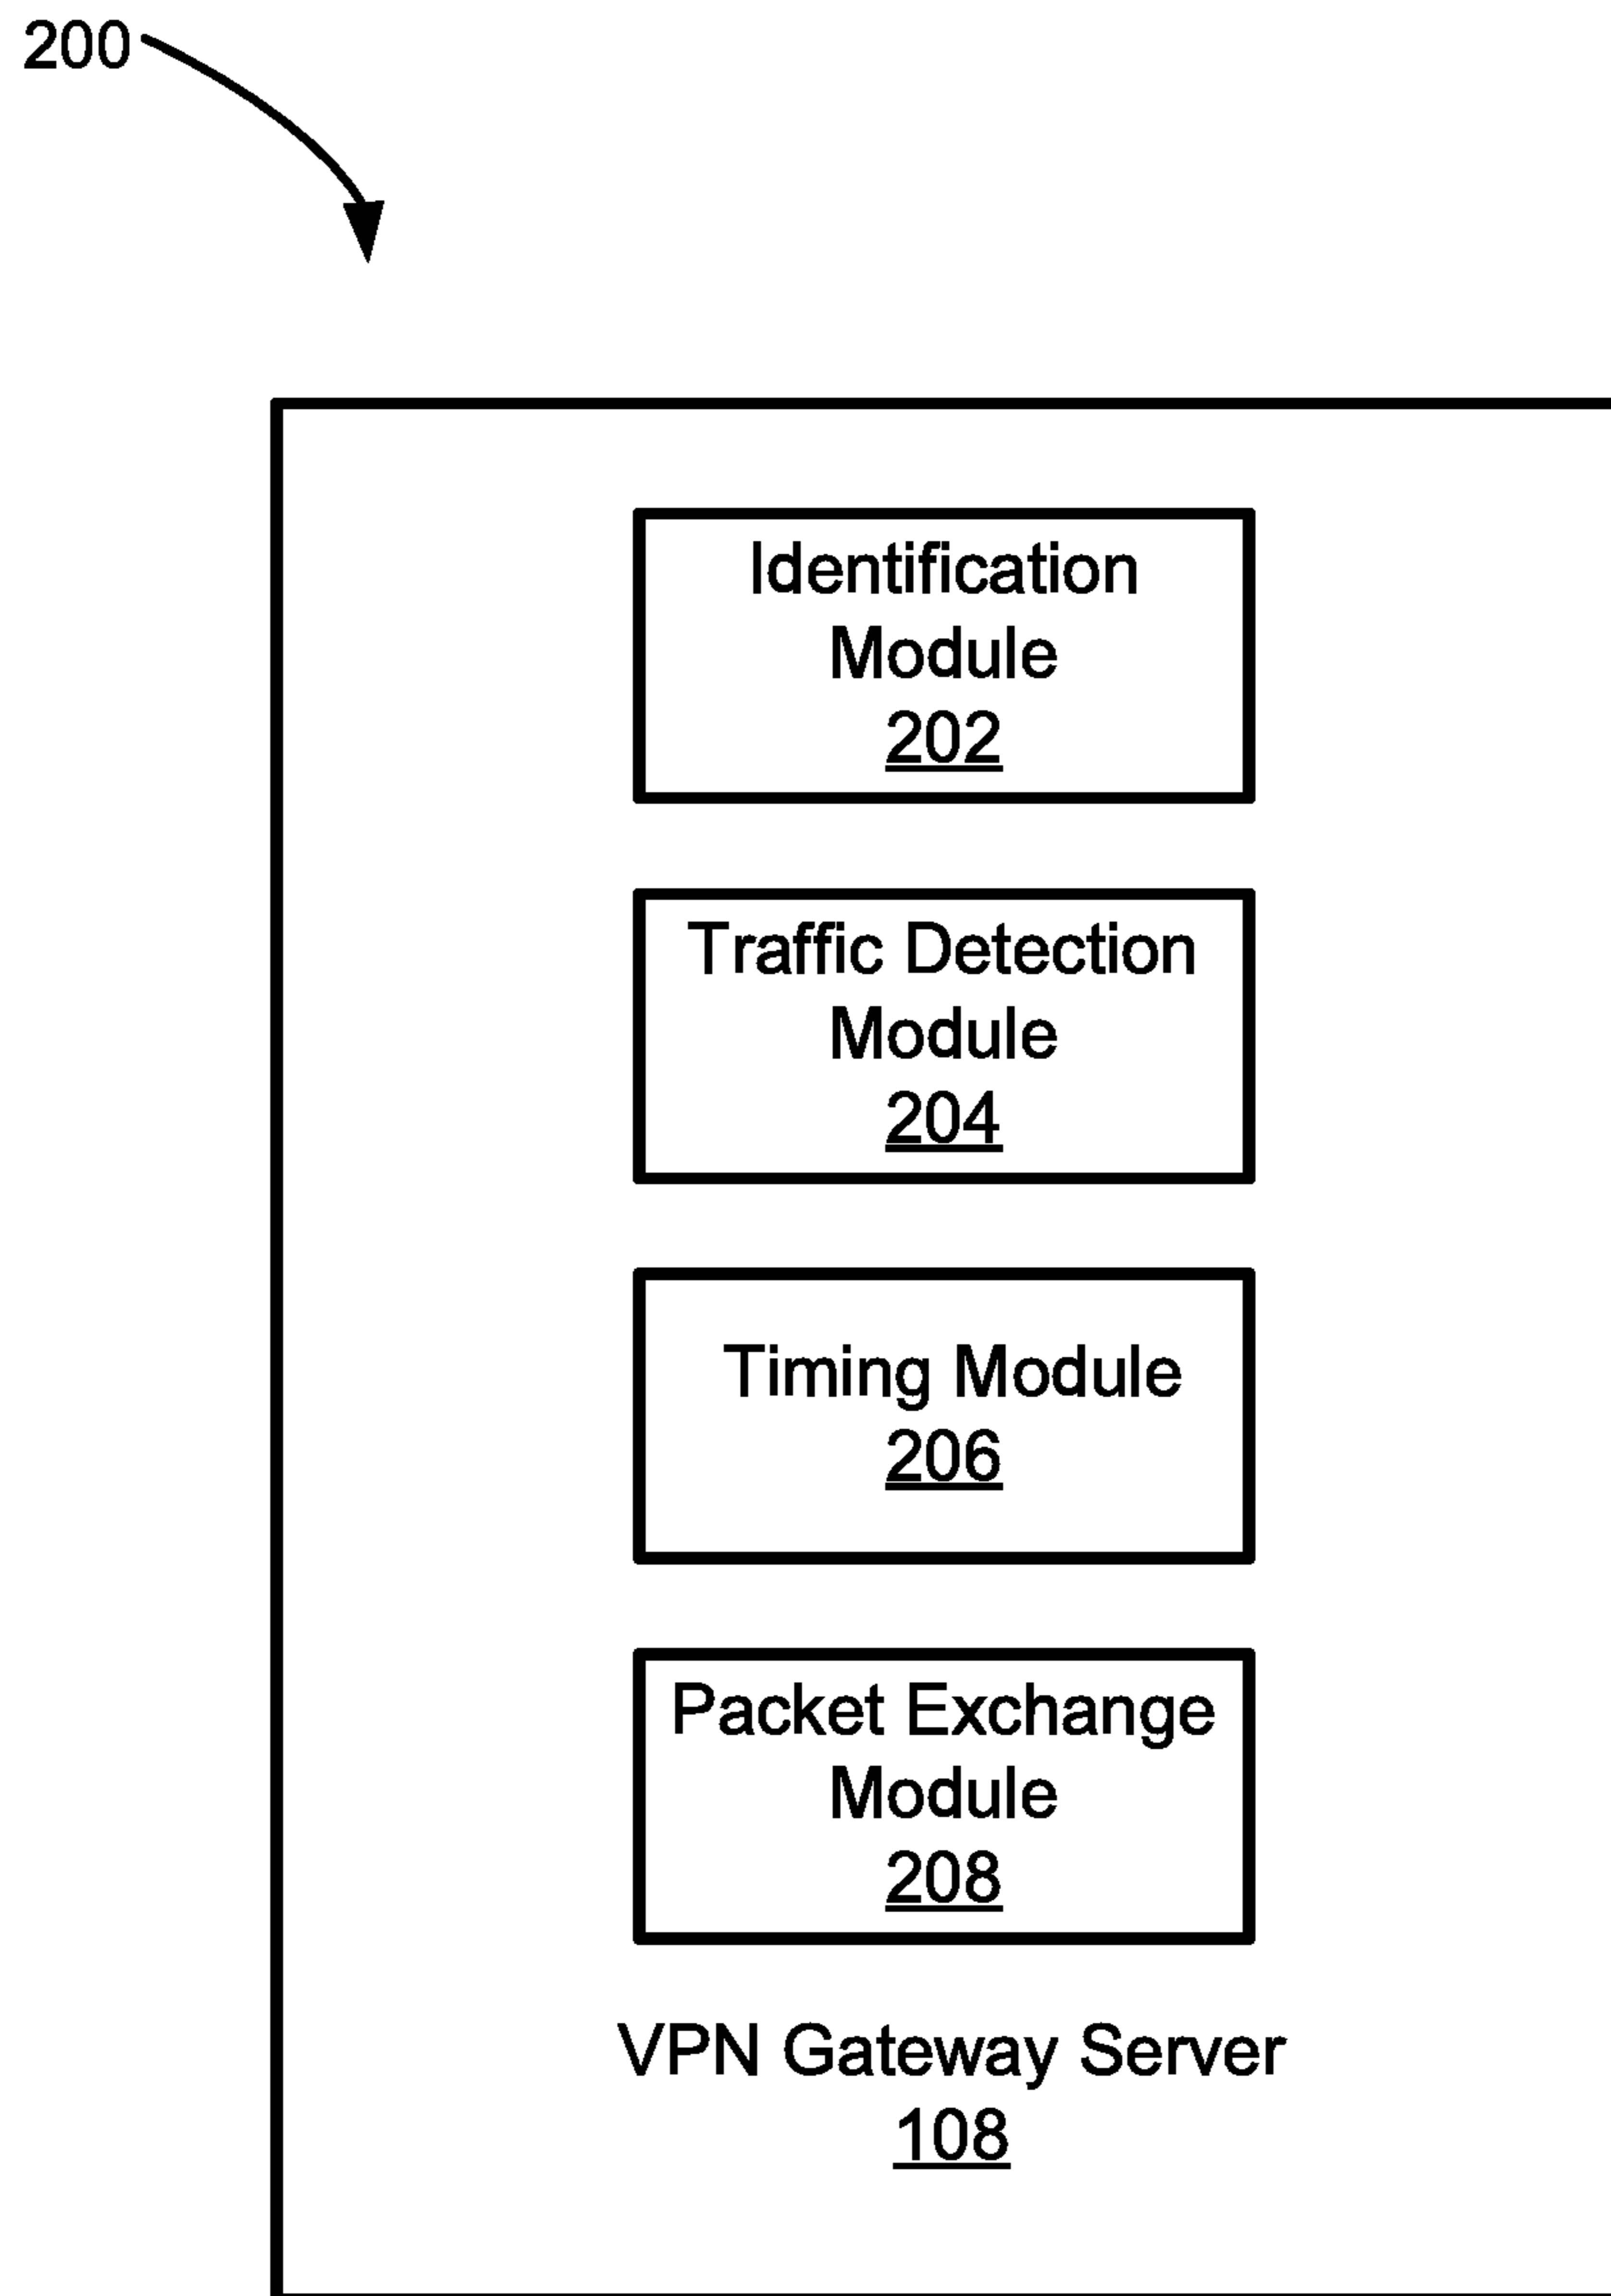 200
Identification
Module
202
Traffic Detection
Module
204
Timing Module
206
Packet Exchange
Module
208
VPN Gateway Server
108